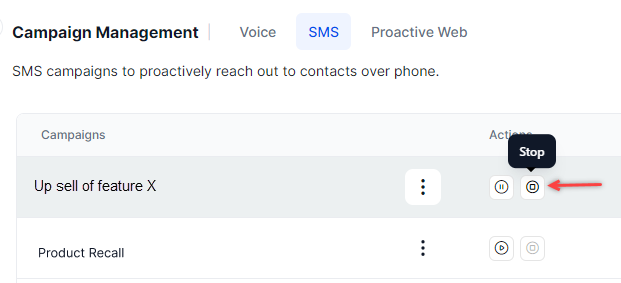 Campaign Management Voice SMS Proactive Web
SMS campaigns to proactively reach out to contacts over phone.
Campaigns Actions
Stop
Up sell of feature X
Product Recall